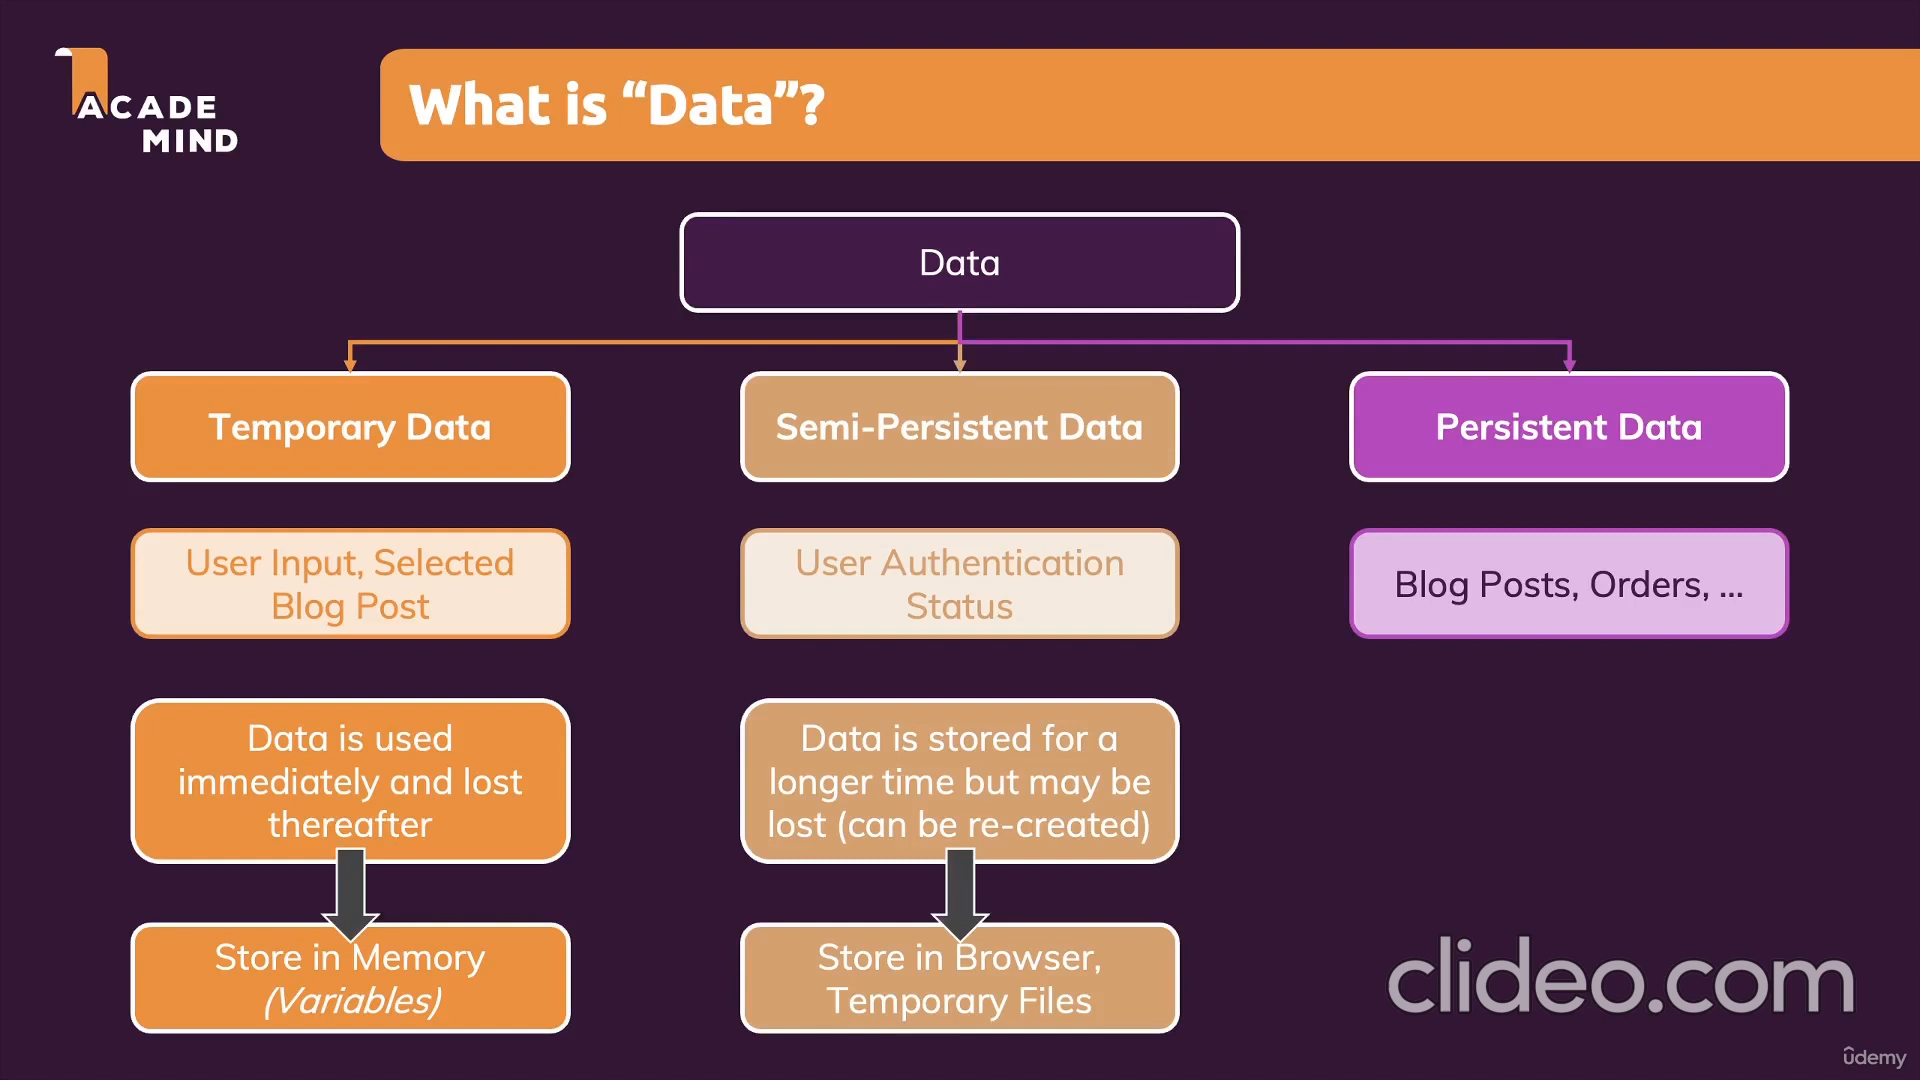 ACADE
MIND
What is “Data”?
Data
Temporary Data
Semi-Persistent Data
Persistent Data
User Input, Selected
Blog Post
User Authentication
Status
Blog Posts, Orders, ...
Data is used
immediately and lost
thereafter
Data is stored for a
longer time but may be
lost (can be re-created)
Store in Memory
(Variables)
Store in Browser,
Temporary Files
clideo.com
udemy